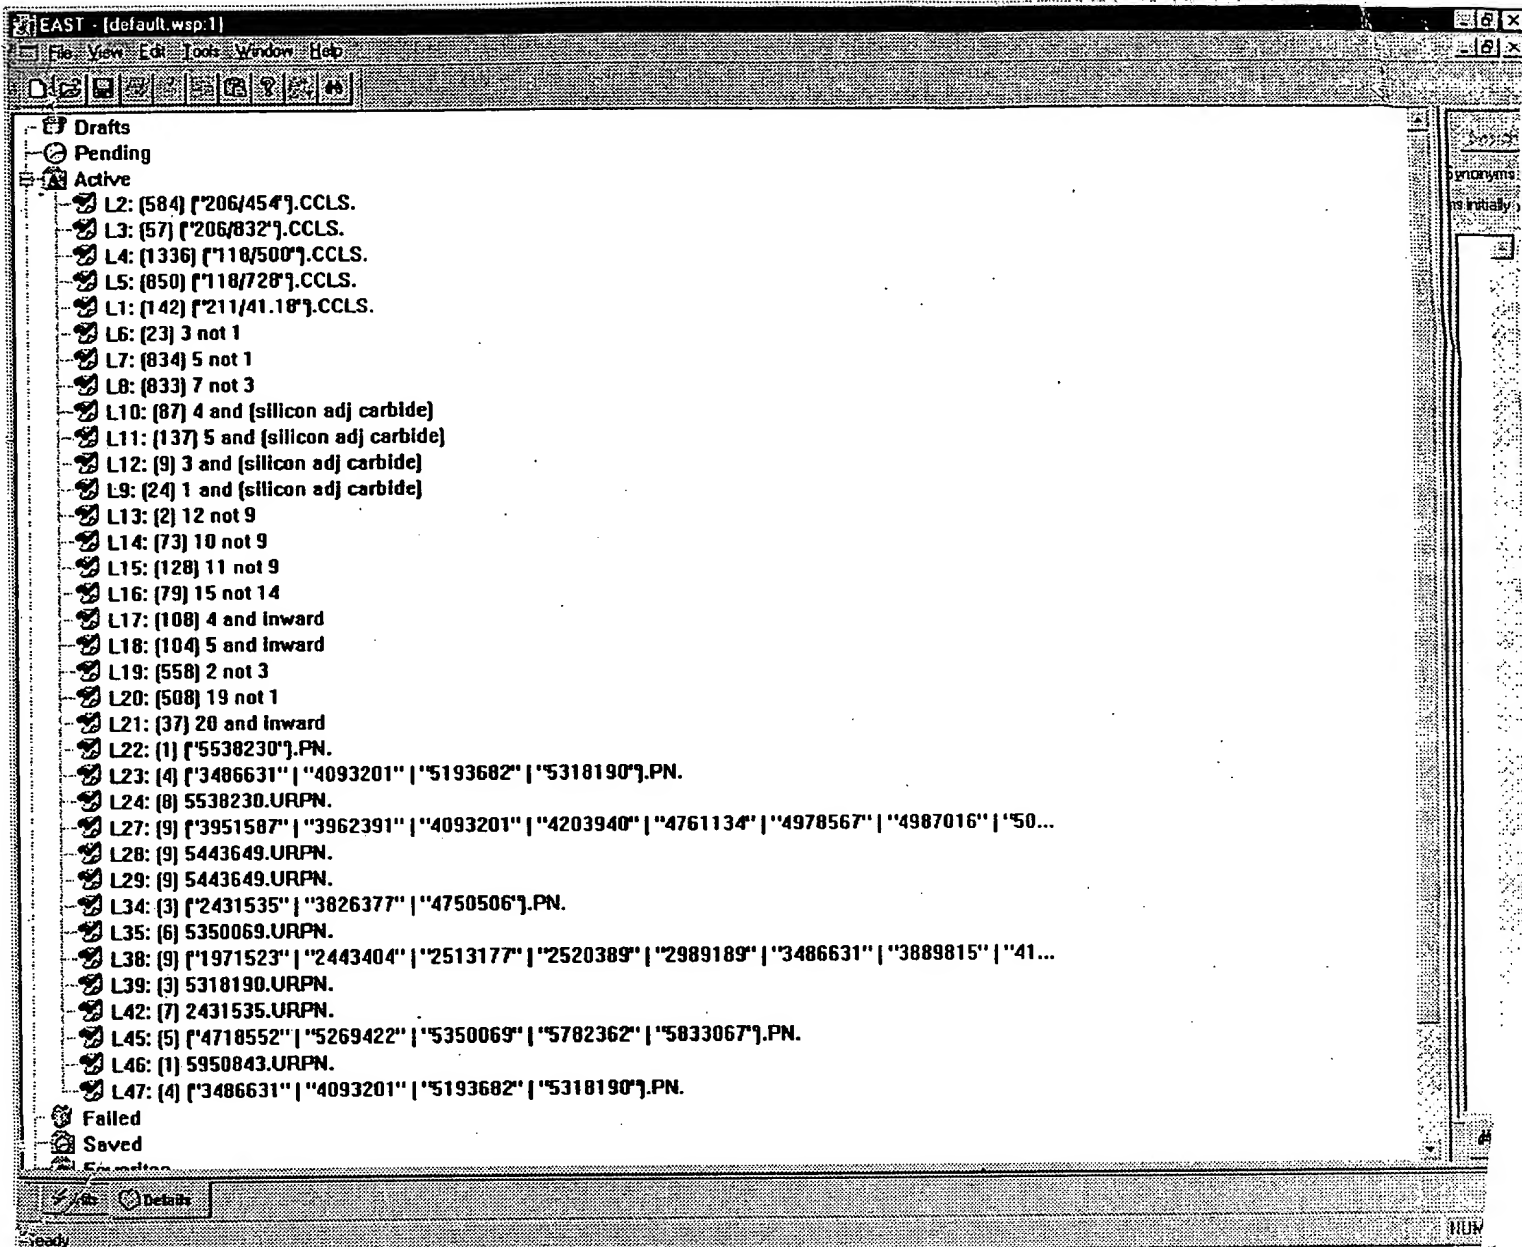 EAST - [default.wsp:1]
File View Edit Tools Window Help
Drafts
Pending
Active
L2: (584) ("206/454").CCLS.
L3: (57) ("206/832").CCLS.
L4: (1336) ("118/500").CCLS.
L5: (850) ("118/728").CCLS.
L1: (142) ("211/41.18").CCLS.
L6: (23) 3 not 1
L7: (834) 5 not 1
L8: (833) 7 not 3
L10: (87) 4 and (silicon adj carbide)
L11: (137) 5 and (silicon adj carbide)
L12: (9) 3 and (silicon adj carbide)
L9: (24) 1 and (silicon adj carbide)
L13: (2) 12 not 9
L14: (73) 10 not 9
L15: (128) 11 not 9
L16: (79) 15 not 14
L17: (108) 4 and inward
L18: (104) 5 and inward
L19: (558) 2 not 3
L20: (508) 19 not 1
L21: (37) 20 and inward
L22: (1) ("5538230").PN.
L23: (4) ("3486631" | "4093201" | "5193682" | "5318190").PN.
L24: (8) 5538230.URPN.
L27: (9) ("3951587" | "3962391" | "4093201" | "4203940" | "4761134" | "4978567" | "4987016" | "50...
L28: (9) 5443649.URPN.
L29: (9) 5443649.URPN.
L34: (3) ("2431535" | "3826377" | "4750506").PN.
L35: (6) 5350069.URPN.
L38: (9) ("1971523" | "2443404" | "2513177" | "2520389" | "2989189" | "3486631" | "3889815" | "41...
L39: (3) 5318190.URPN.
L42: (7) 2431535.URPN.
L45: (5) ("4718552" | "5269422" | "5350069" | "5782362" | "5833067").PN.
L46: (1) 5950843.URPN.
L47: (4) ("3486631" | "4093201" | "5193682" | "5318190").PN.
Failed
Saved
Details
ynonyms
ns initially
eady
NUM